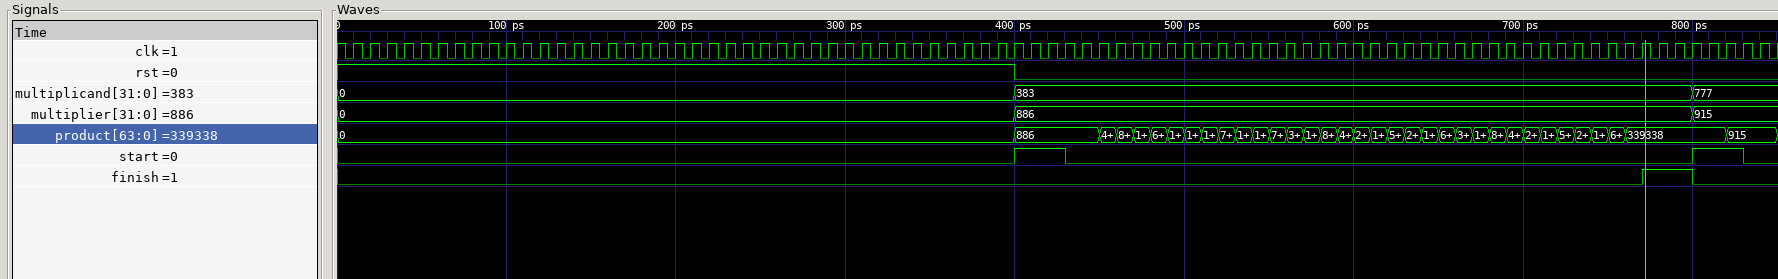 Signals
Waves
Time
0 100 ps 200 ps 300 ps 400 ps 500 ps 600 ps 700 ps 800 ps
clk =1
rst =0
multiplicand[31:0] =383
0 383 777
multiplier[31:0] =886
0 886 915
product[63:0] =339338
0 886 4+ 8+ 1+ 6+ 1+ 1+ 1+ 7+ 1+ 1+ 7+ 3+ 1+ 8+ 4+ 2+ 1+ 5+ 2+ 1+ 6+ 3+ 1+ 8+ 4+ 2+ 1+ 5+ 2+ 1+ 6+ 339338 915
start =0
finish =1